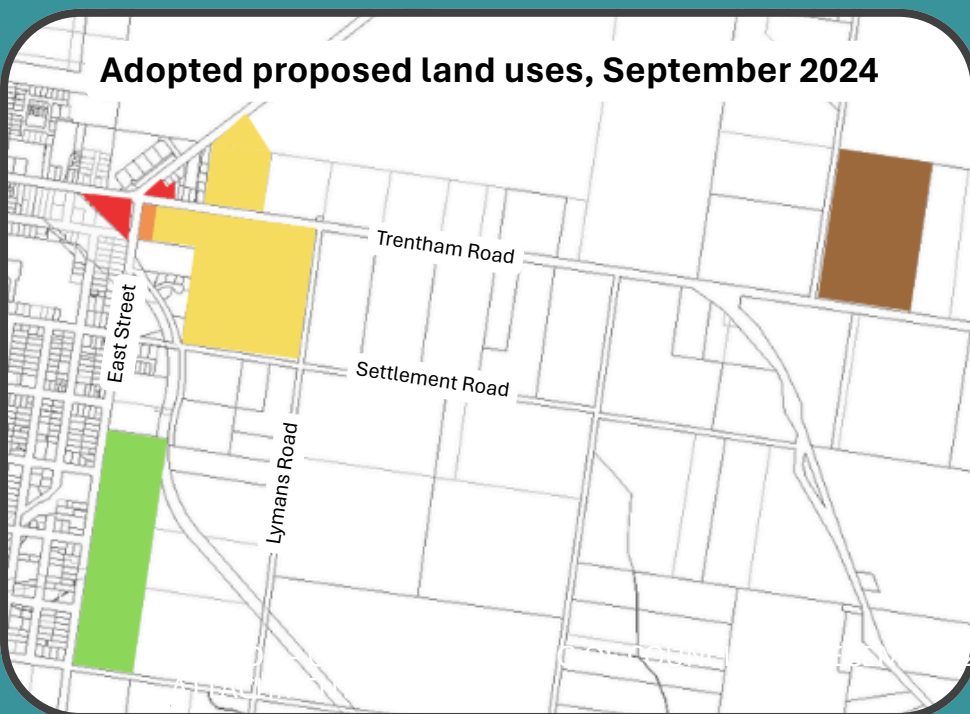 Adopted proposed land uses, September 2024
Trentham Road
East Street
Settlement Road
Lymans Road